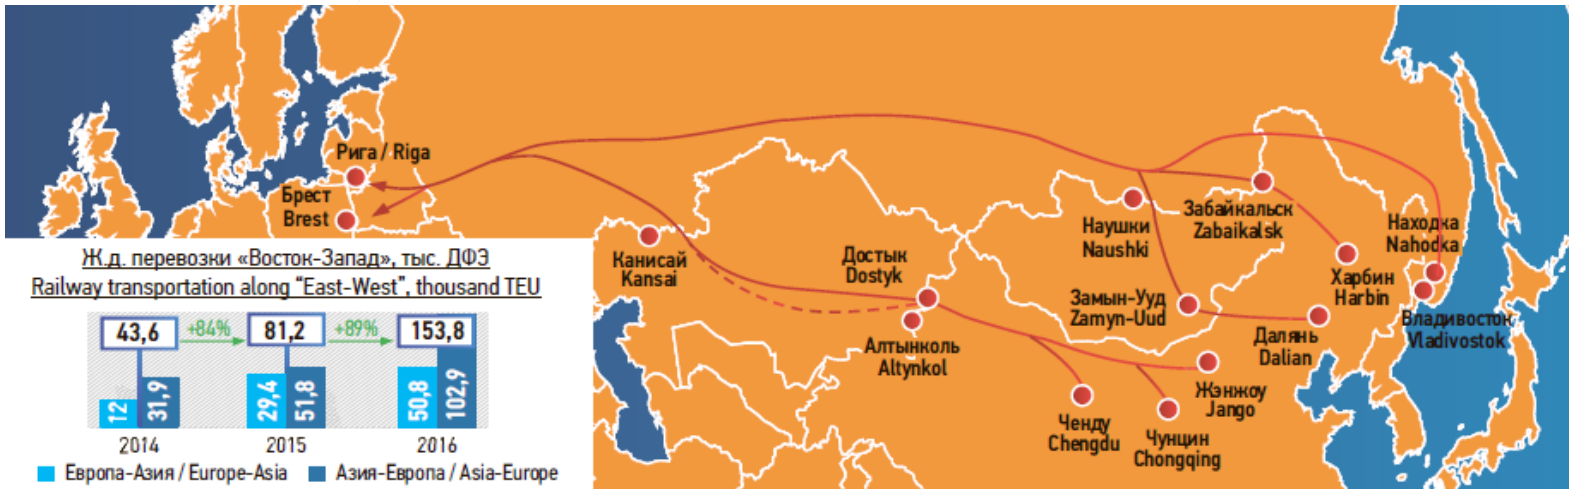 Рига / Riga
Брест
Brest
Канисай
Kansai
Достык
Dostyk
Алтынколь
Altynkol
Наушки
Naushki
Забайкальск
Zabaikalsk
Находка
Nahodka
Харбин
Harbin
Замын-Ууд
Zamyn-Uud
Далянь
Dalian
Владивосток
Vladivostok
Жэнжоу
Jango
Ченду
Chengdu
Чунцин
Chongqing
Ж.д. перевозки «Восток-Запад», тыс. ДФЭ
Railway transportation along “East-West”, thousand TEU
43,6 +84% 81,2 +89% 153,8
12 31,9 29,4 51,8 50,8 102,9
2014 2015 2016
Европа-Азия / Europe-Asia Азия-Европа / Asia-Europe